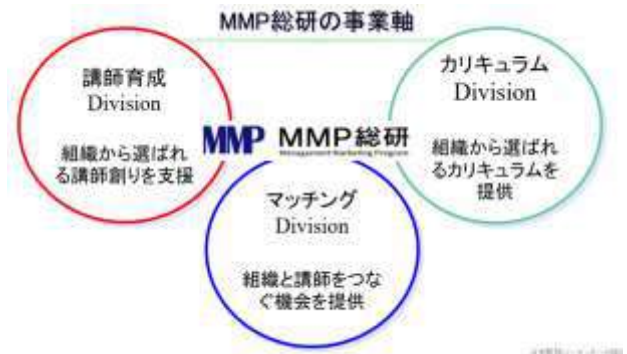 MMP総研の事業軸
講師育成
Division
組織から選ばれ
る講師創りを支援
カリキュラム
Division
組織から選ばれ
るカリキュラムを
提供
MMP MMP総研
Management Marketing Program
マッチング
Division
組織と講師をつな
ぐ機会を提供